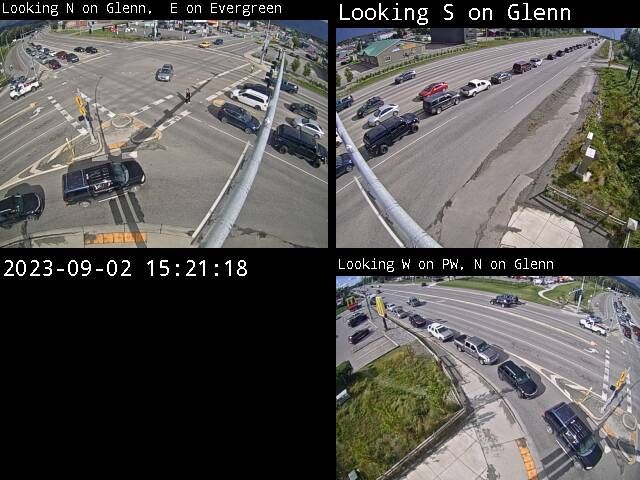 Looking N on Glenn,  E on Evergreen
Looking S on Glenn
2023-09-02 15:21:18
Looking W on PW, N on Glenn